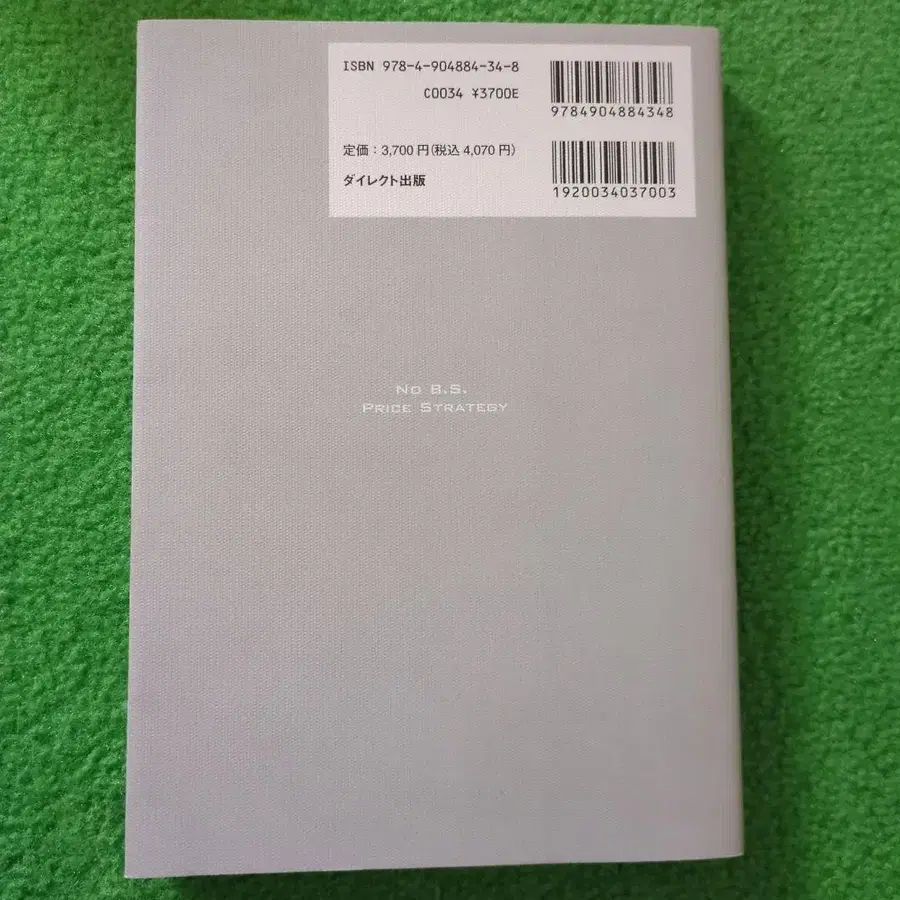 ISBN 978-4-904884-34-8
C0034 ¥3700E
9784904884348
定価：3,700円(税込4,070円)
ダイレクト出版
1920034037003
No B.S.
Price Strategy